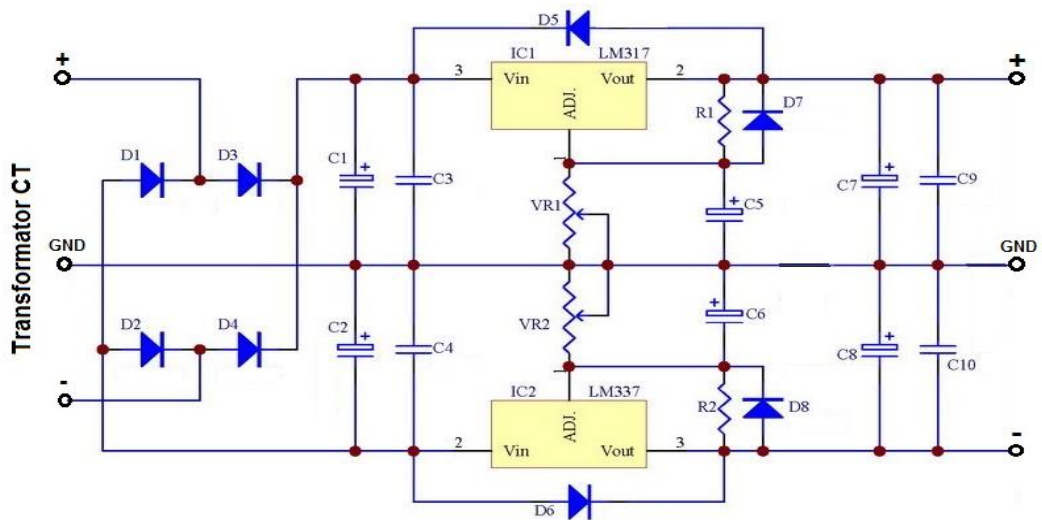 D5
IC1 LM317
+
3 Vin Vout 2
+
ADJ.
1
R1
D7
D1
D3
C1
+
C3
VR1
+
C5
C7
+
C9
GND
GND
Transformator CT
D2
D4
C2
+
C4
VR2
+
C6
C8
+
C10
-
1
IC2 LM337
ADJ.
R2
D8
2 Vin Vout 3
-
D6